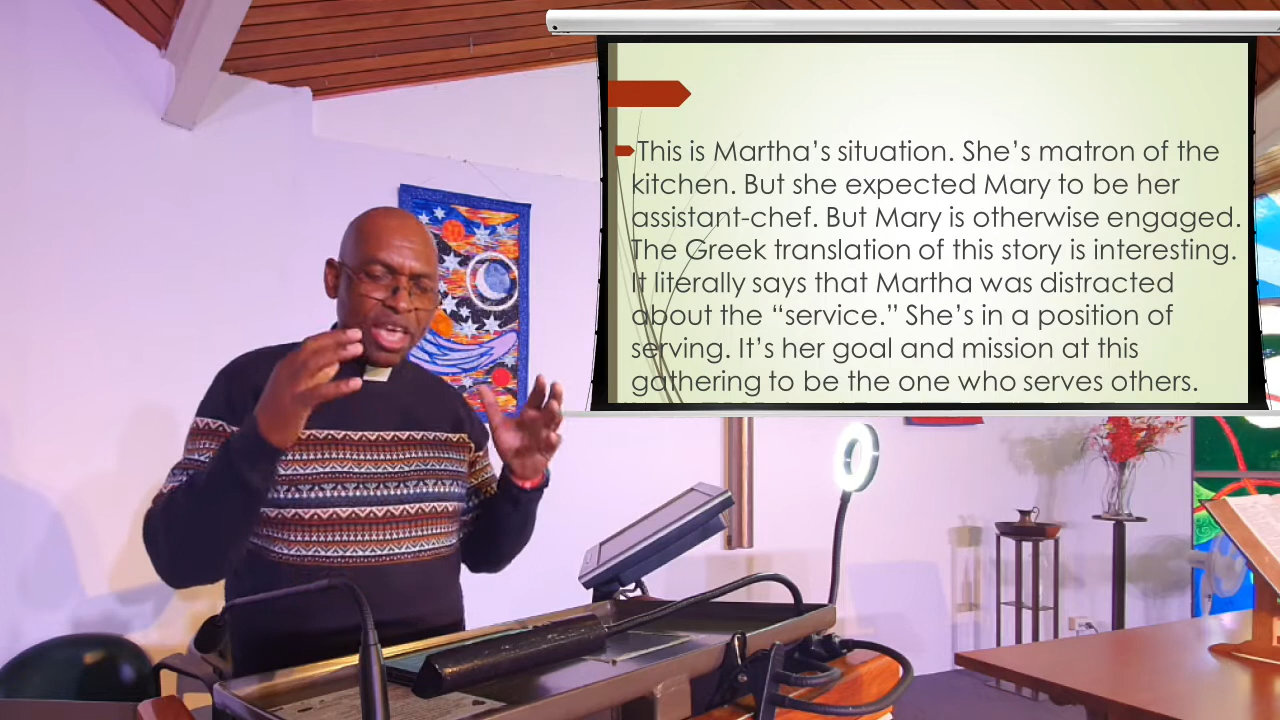 This is Martha’s situation. She’s matron of the
kitchen. But she expected Mary to be her
assistant-chef. But Mary is otherwise engaged.
The Greek translation of this story is interesting.
It literally says that Martha was distracted
about the “service.” She’s in a position of
serving. It’s her goal and mission at this
gathering to be the one who serves others.